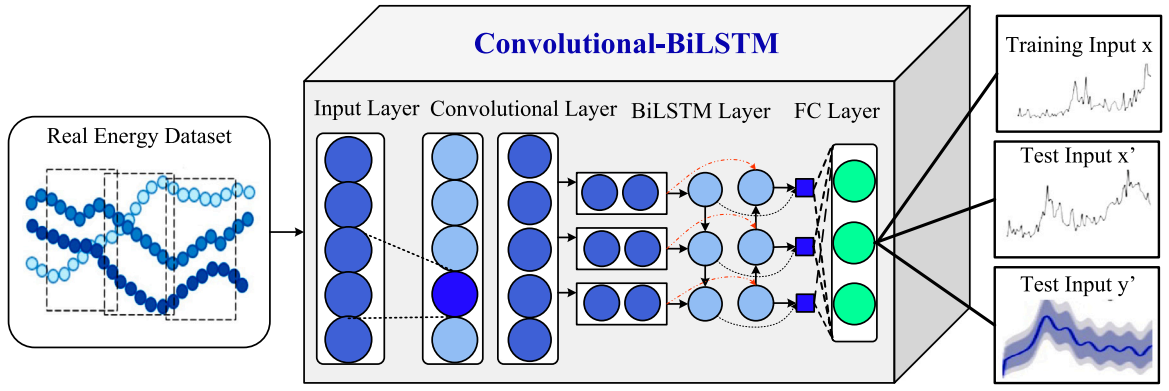 Convolutional-BiLSTM
Real Energy Dataset
Input Layer
Convolutional Layer
BiLSTM Layer
FC Layer
Training Input x
Test Input x’
Test Input y’